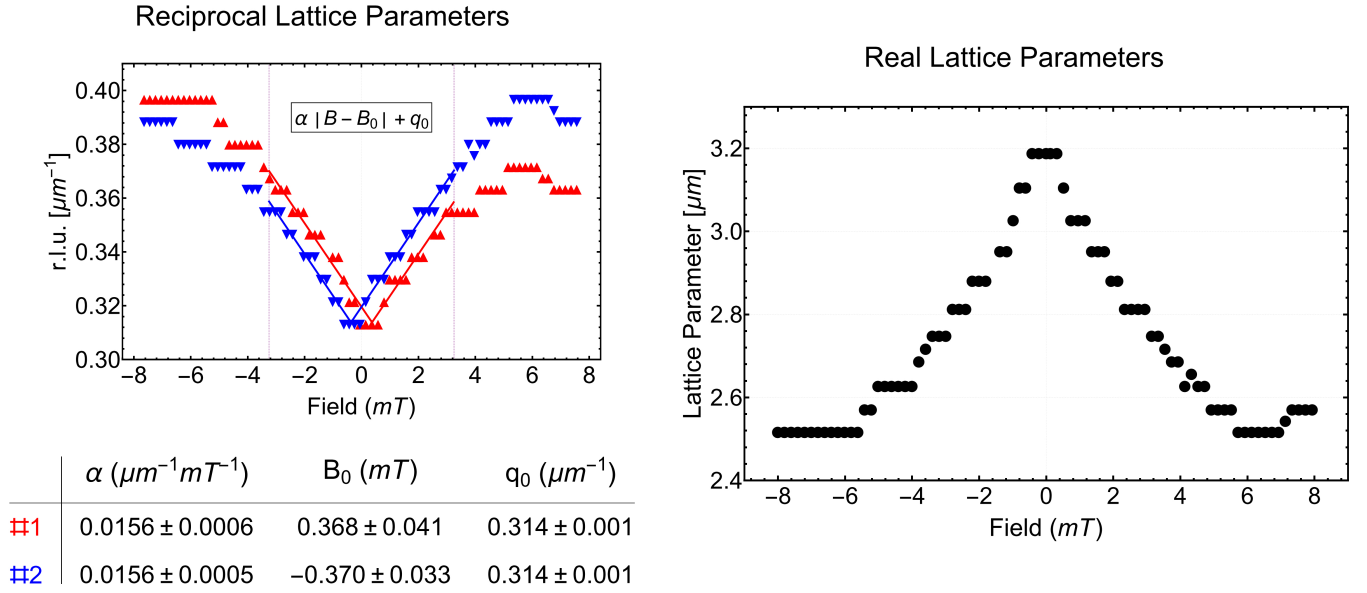 Reciprocal Lattice Parameters
0.40
0.38
0.36
0.34
0.32
0.30
r.l.u. [μm⁻¹]
α |B − B₀| + q₀
−8 −6 −4 −2 0 2 4 6 8
Field (mT)
α (μm⁻¹mT⁻¹) B₀ (mT) q₀ (μm⁻¹)
#1 0.0156 ± 0.0006 0.368 ± 0.041 0.314 ± 0.001
#2 0.0156 ± 0.0005 −0.370 ± 0.033 0.314 ± 0.001
Real Lattice Parameters
3.2
3.0
2.8
2.6
2.4
Lattice Parameter [μm]
−8 −6 −4 −2 0 2 4 6 8
Field (mT)